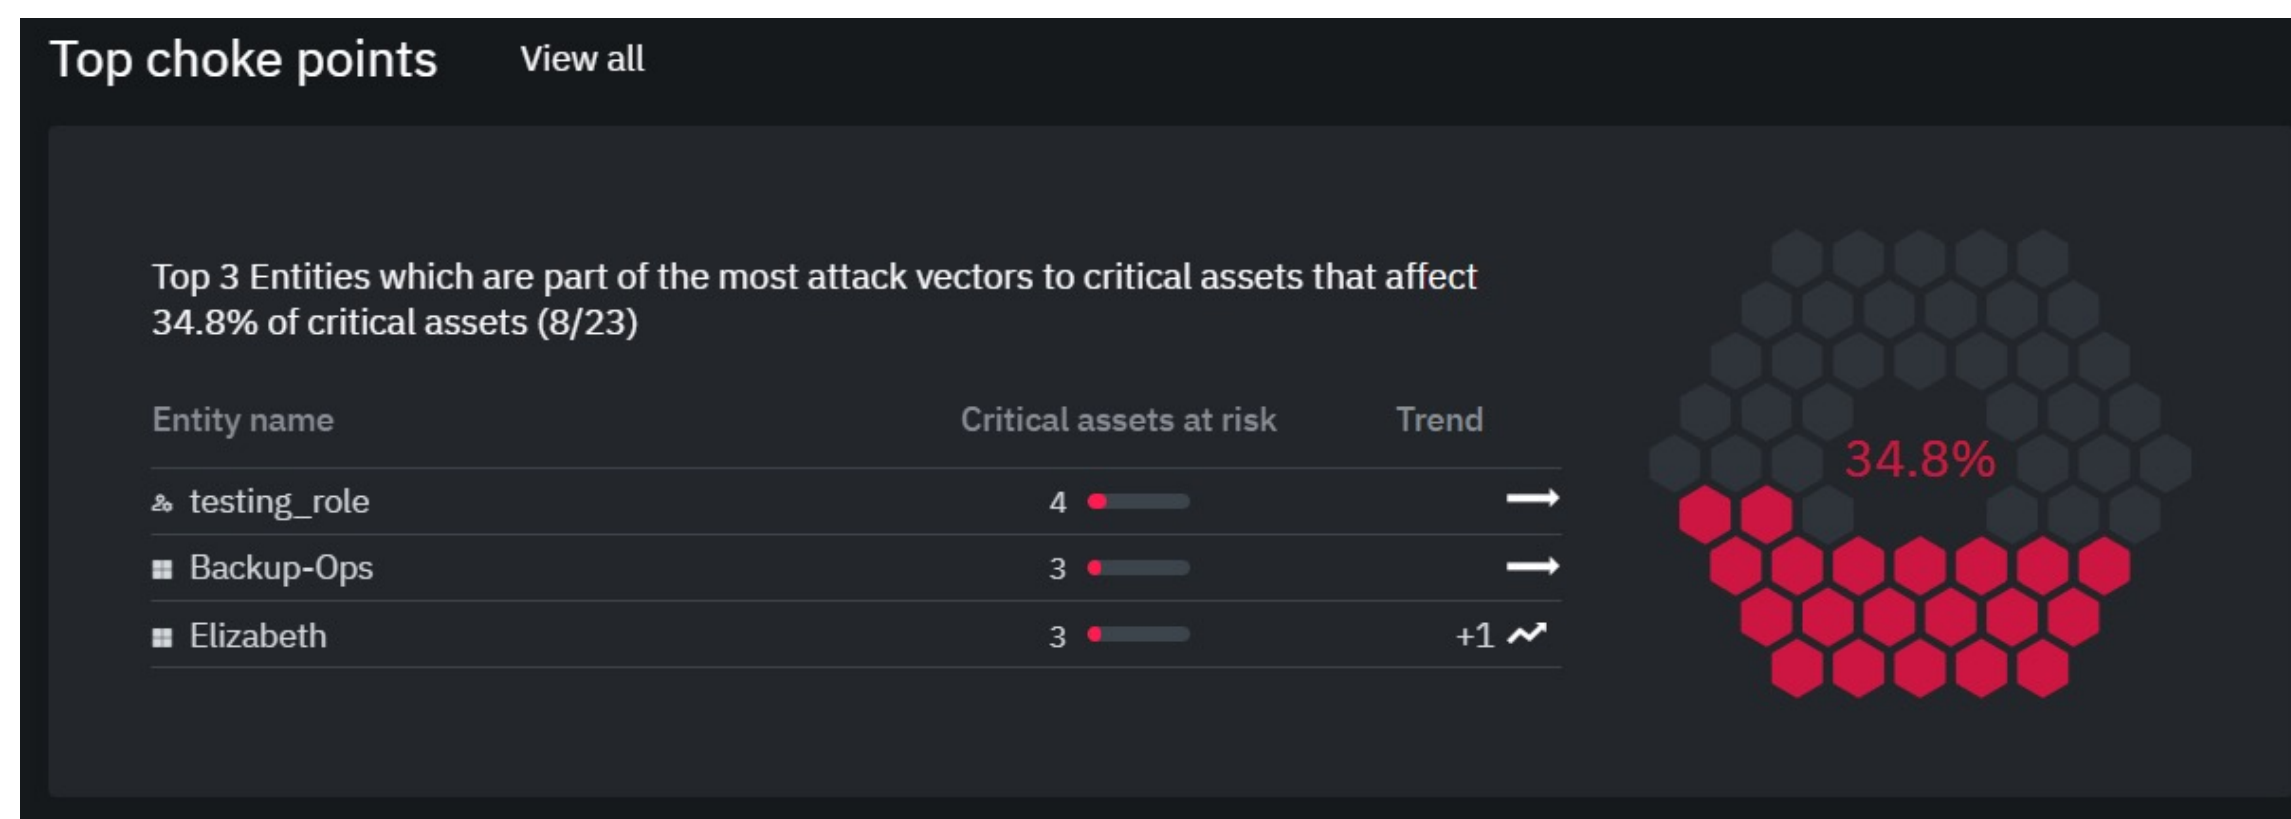 Top choke points View all
Top 3 Entities which are part of the most attack vectors to critical assets that affect
34.8% of critical assets (8/23)
Entity name Critical assets at risk Trend
testing_role 4
Backup-Ops 3
Elizabeth 3 +1
34.8%